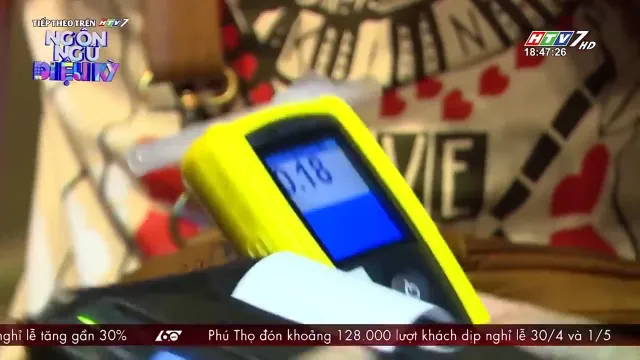 TIẾP THEO TRÊN HTV7
NGÔN
NGỮ
DIỆU KỲ
HTV7 HD
18:47:26
0.18
VE
nghỉ lễ tăng gần 30% 60 Phú Thọ đón khoảng 128.000 lượt khách dịp nghỉ lễ 30/4 và 1/5